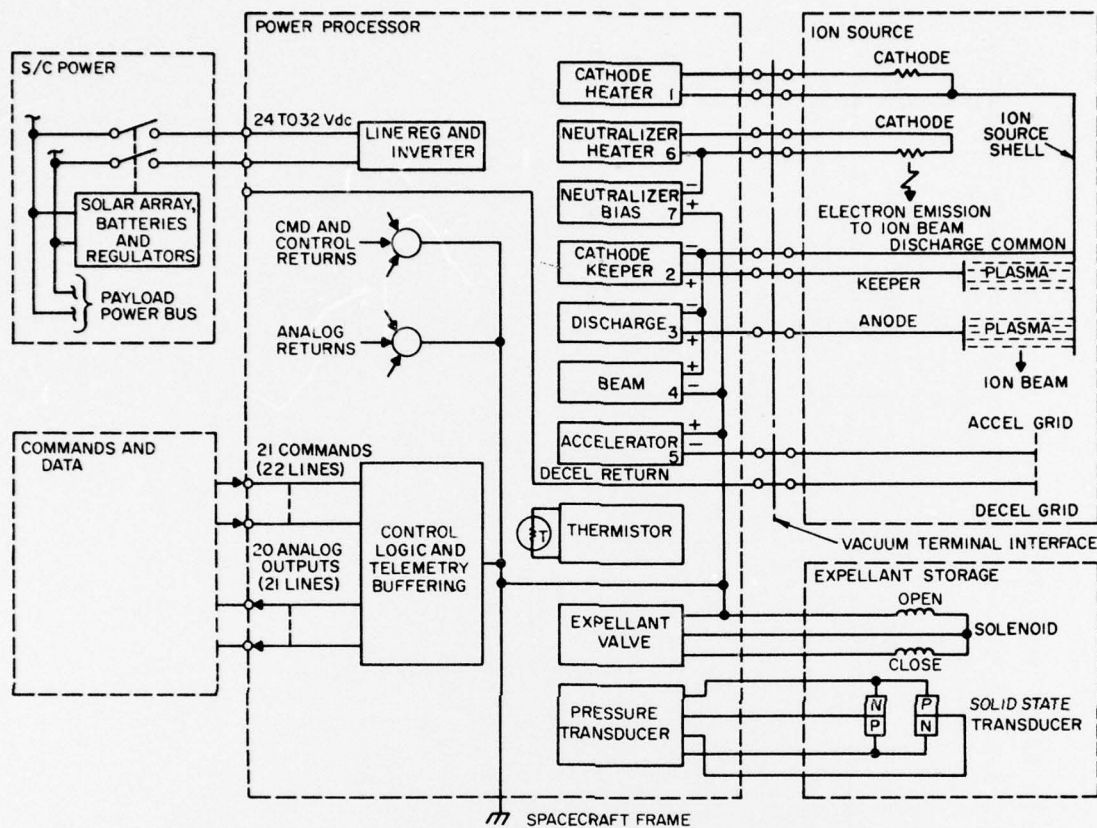 POWER PROCESSOR
ION SOURCE
S/C POWER
CATHODE
HEATER 1
CATHODE
24 TO 32 Vdc
LINE REG AND
INVERTER
NEUTRALIZER
HEATER 6
CATHODE
ION
SOURCE
SHELL
SOLAR ARRAY,
BATTERIES
AND
REGULATORS
NEUTRALIZER
BIAS 7
-
+
ELECTRON EMISSION
TO ION BEAM
CMD AND
CONTROL
RETURNS
DISCHARGE COMMON
CATHODE
KEEPER 2
-
+
KEEPER
PLASMA
PAYLOAD
POWER BUS
ANALOG
RETURNS
DISCHARGE 3
-
+
ANODE
PLASMA
BEAM
4
+
-
ION BEAM
COMMANDS AND
DATA
21 COMMANDS
(22 LINES)
ACCELERATOR
5
+
-
ACCEL GRID
DECEL RETURN
DECEL GRID
CONTROL
LOGIC AND
TELEMETRY
BUFFERING
T
THERMISTOR
VACUUM TERMINAL INTERFACE
20 ANALOG
OUTPUTS
(21 LINES)
EXPELLANT STORAGE
EXPELLANT
VALVE
OPEN
SOLENOID
CLOSE
PRESSURE
TRANSDUCER
N
P
P
N
SOLID STATE
TRANSDUCER
SPACECRAFT FRAME